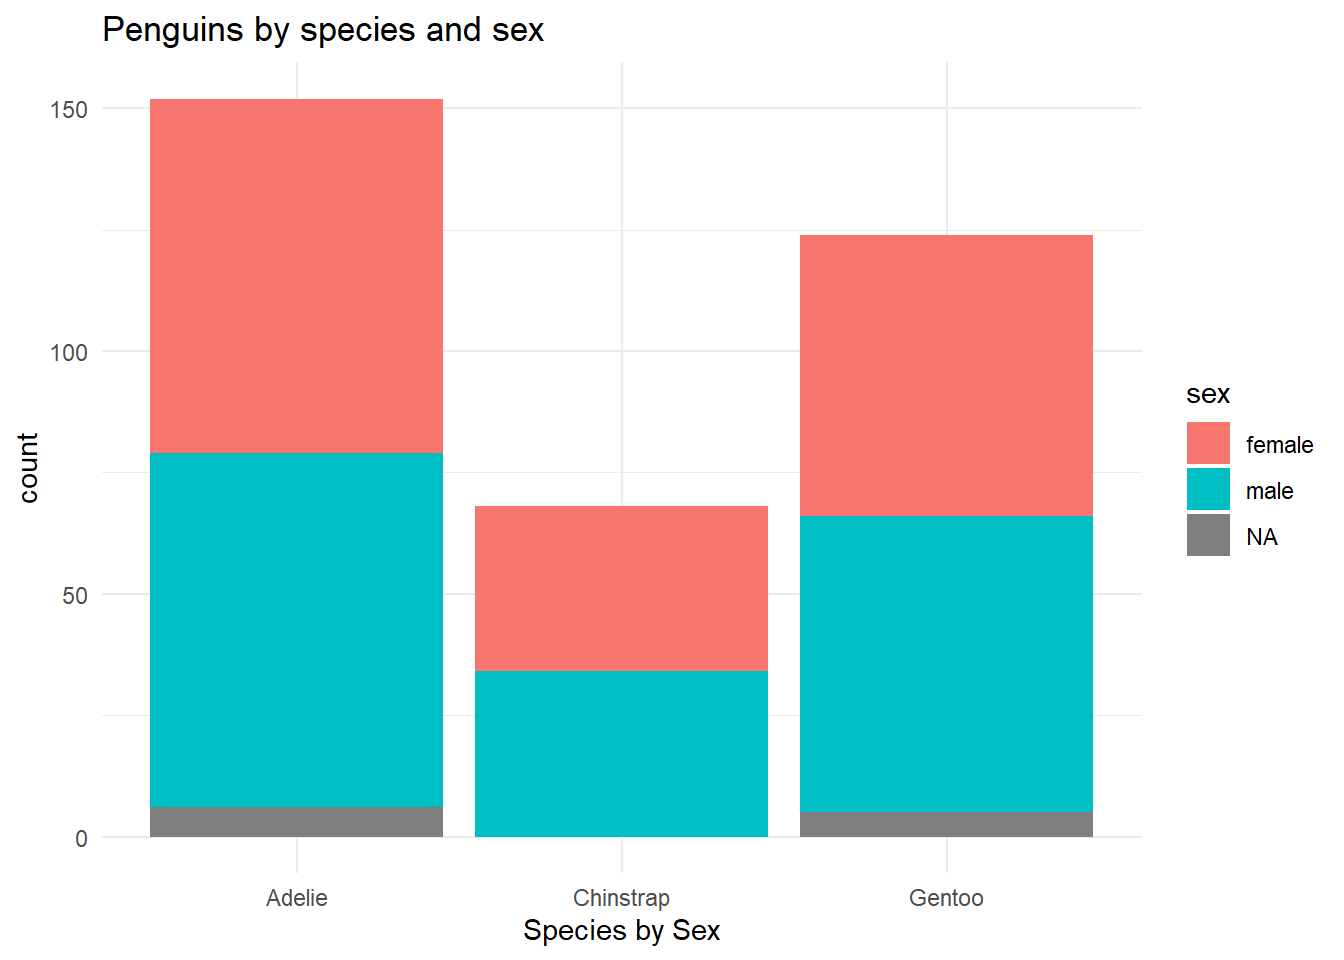 Penguins by species and sex
150
100
50
0
count
Adelie
Chinstrap
Gentoo
Species by Sex
sex
female
male
NA